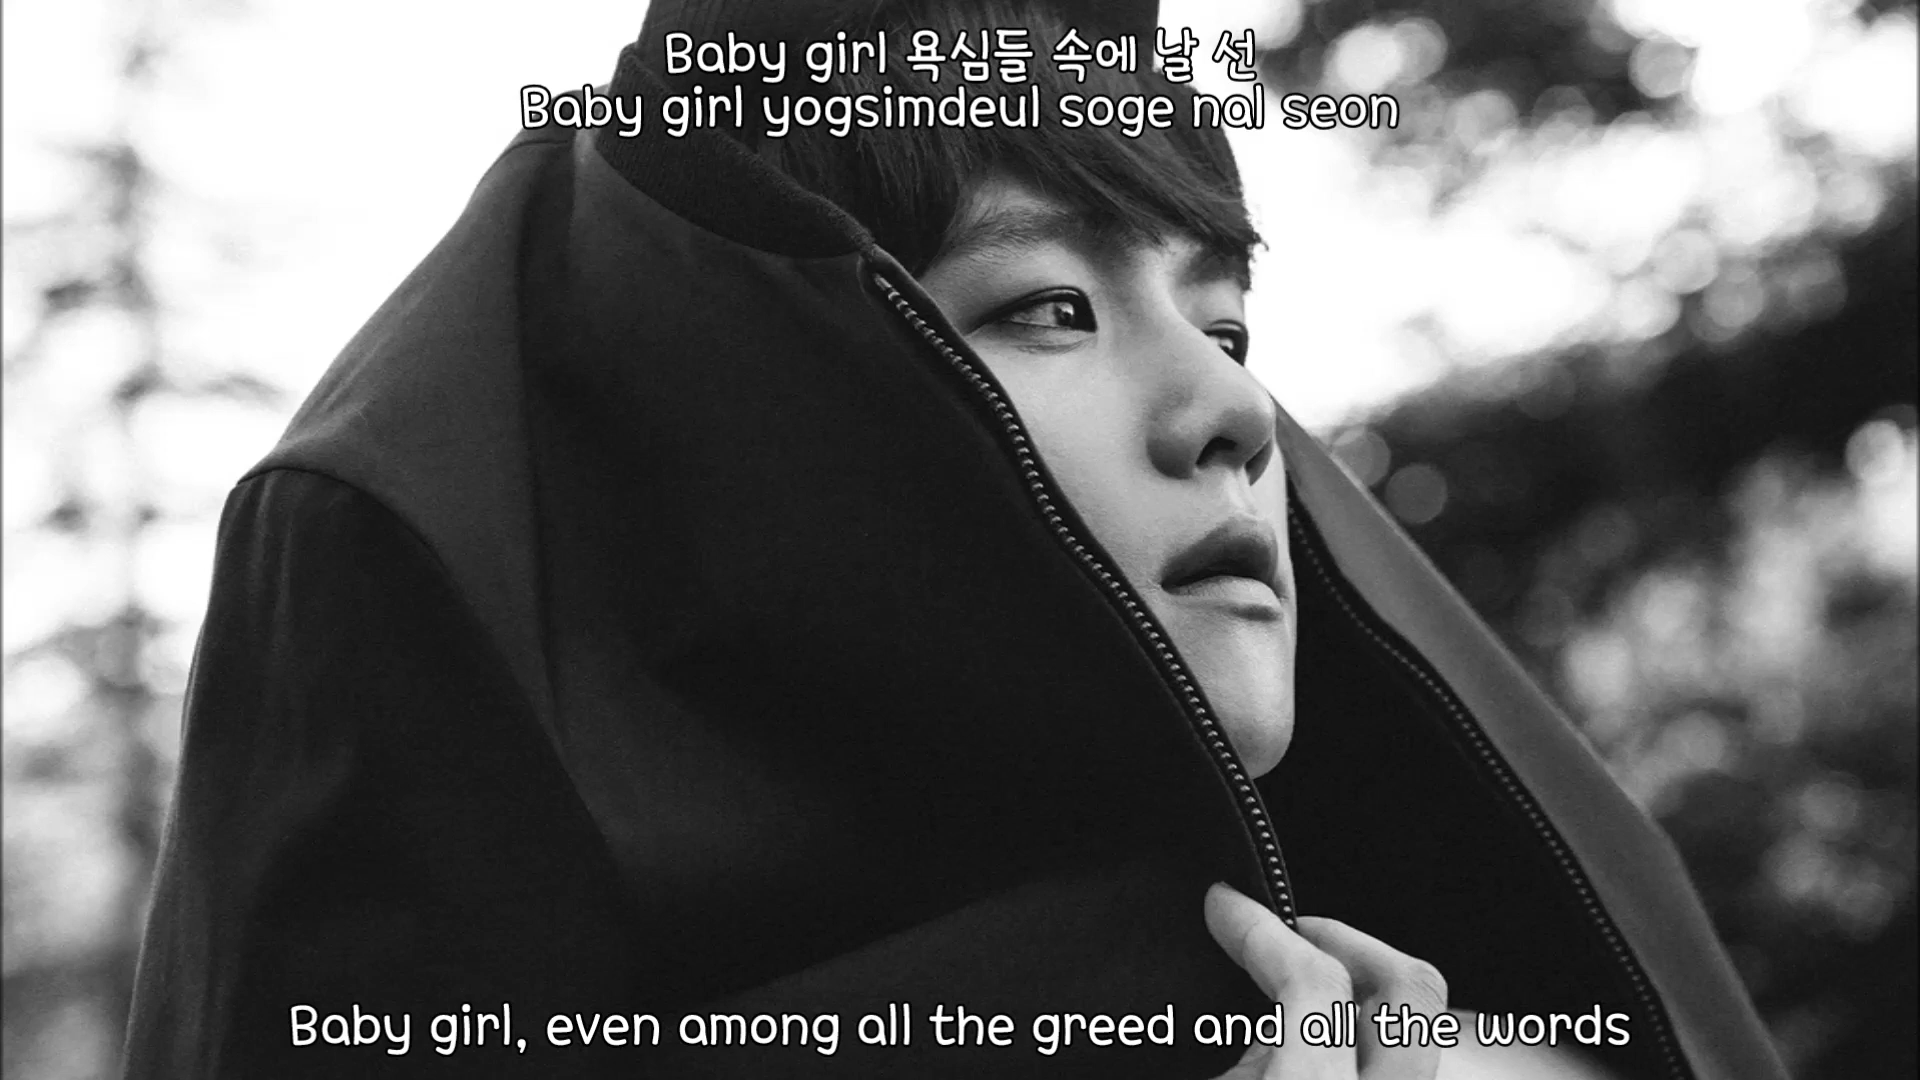 Baby girl 욕심들 속에 날 선
Baby girl yogsimdeul soge nal seon
Baby girl, even among all the greed and all the words